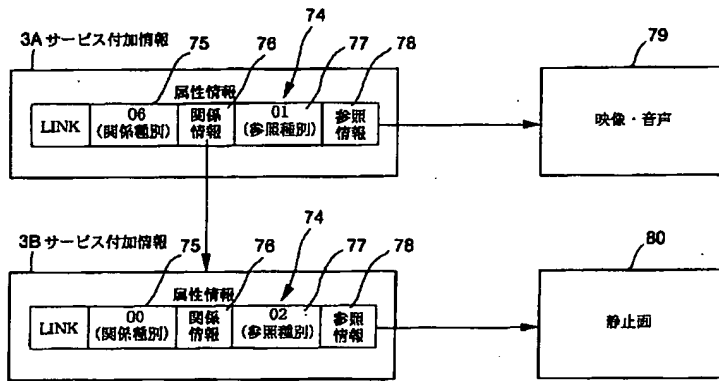 74
75
76
77
78
79
3A サービス付加情報
属性情報
LINK
06
(関係種別)
関係
情報
01
(参照種別)
参照
情報
映像・音声
74
75
76
77
78
80
3B サービス付加情報
属性情報
LINK
00
(関係種別)
関係
情報
02
(参照種別)
参照
情報
静止画